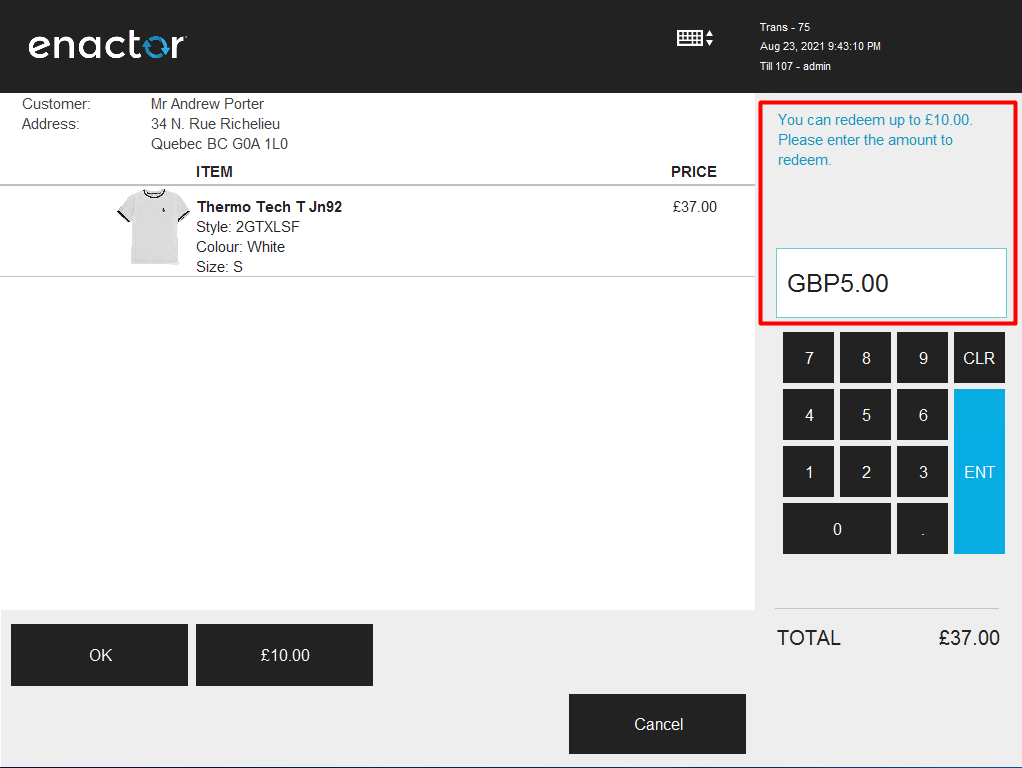 enactor
Trans - 75
Aug 23, 2021 9:43:10 PM
Till 107 - admin
Customer: Mr Andrew Porter
Address: 34 N. Rue Richelieu
Quebec BC G0A 1L0
ITEM PRICE
Thermo Tech T Jn92 £37.00
Style: 2GTXLSF
Colour: White
Size: S
You can redeem up to £10.00.
Please enter the amount to
redeem.
GBP5.00
7 8 9 CLR
4 5 6
1 2 3 ENT
0 .
TOTAL £37.00
OK £10.00
Cancel